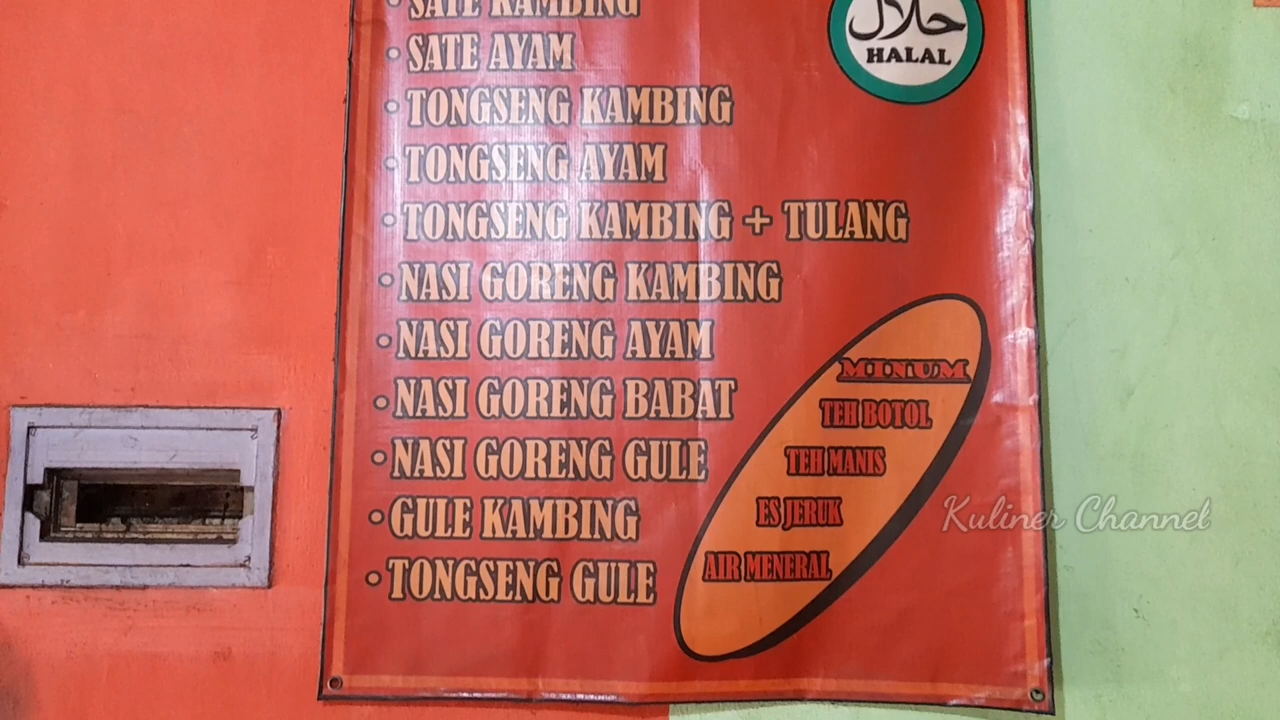 • SATE KAMBING
• SATE AYAM
• TONGSENG KAMBING
• TONGSENG AYAM
• TONGSENG KAMBING + TULANG
• NASI GORENG KAMBING
• NASI GORENG AYAM
• NASI GORENG BABAT
• NASI GORENG GULE
• GULE KAMBING
• TONGSENG GULE
حلال
HALAL
MINUM
TEH BOTOL
TEH MANIS
ES JERUK
AIR MENERAL
Kuliner Channel